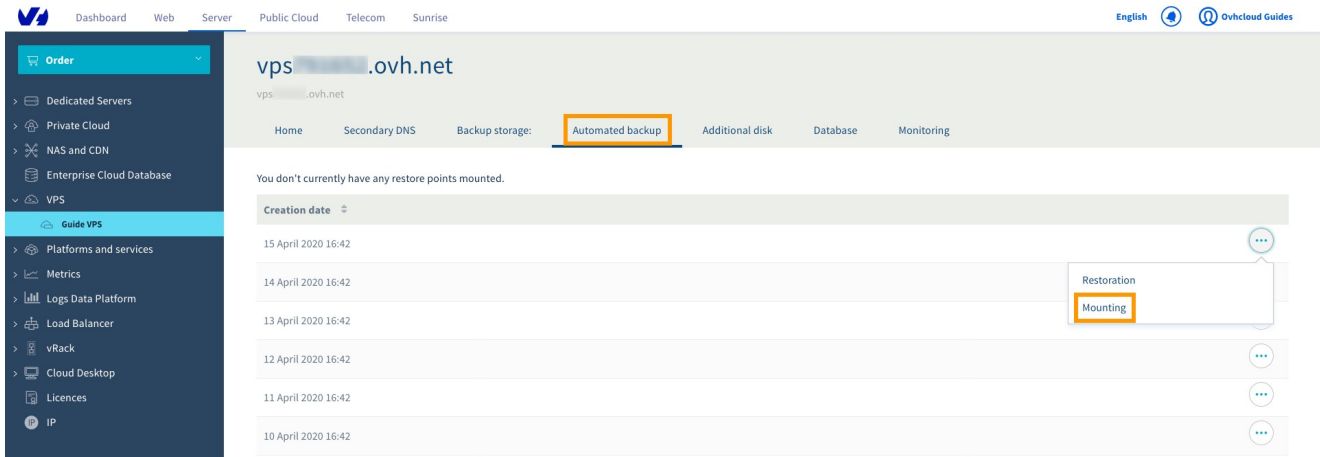 Dashboard Web Server Public Cloud Telecom Sunrise English Ovhcloud Guides
Order
Dedicated Servers
Private Cloud
NAS and CDN
Enterprise Cloud Database
VPS
Guide VPS
Platforms and services
Metrics
Logs Data Platform
Load Balancer
vRack
Cloud Desktop
Licences
IP IP
vps .ovh.net
vps .ovh.net
Home Secondary DNS Backup storage: Automated backup Additional disk Database Monitoring
You don't currently have any restore points mounted.
Creation date
15 April 2020 16:42
14 April 2020 16:42
13 April 2020 16:42
12 April 2020 16:42
11 April 2020 16:42
10 April 2020 16:42
Restoration
Mounting